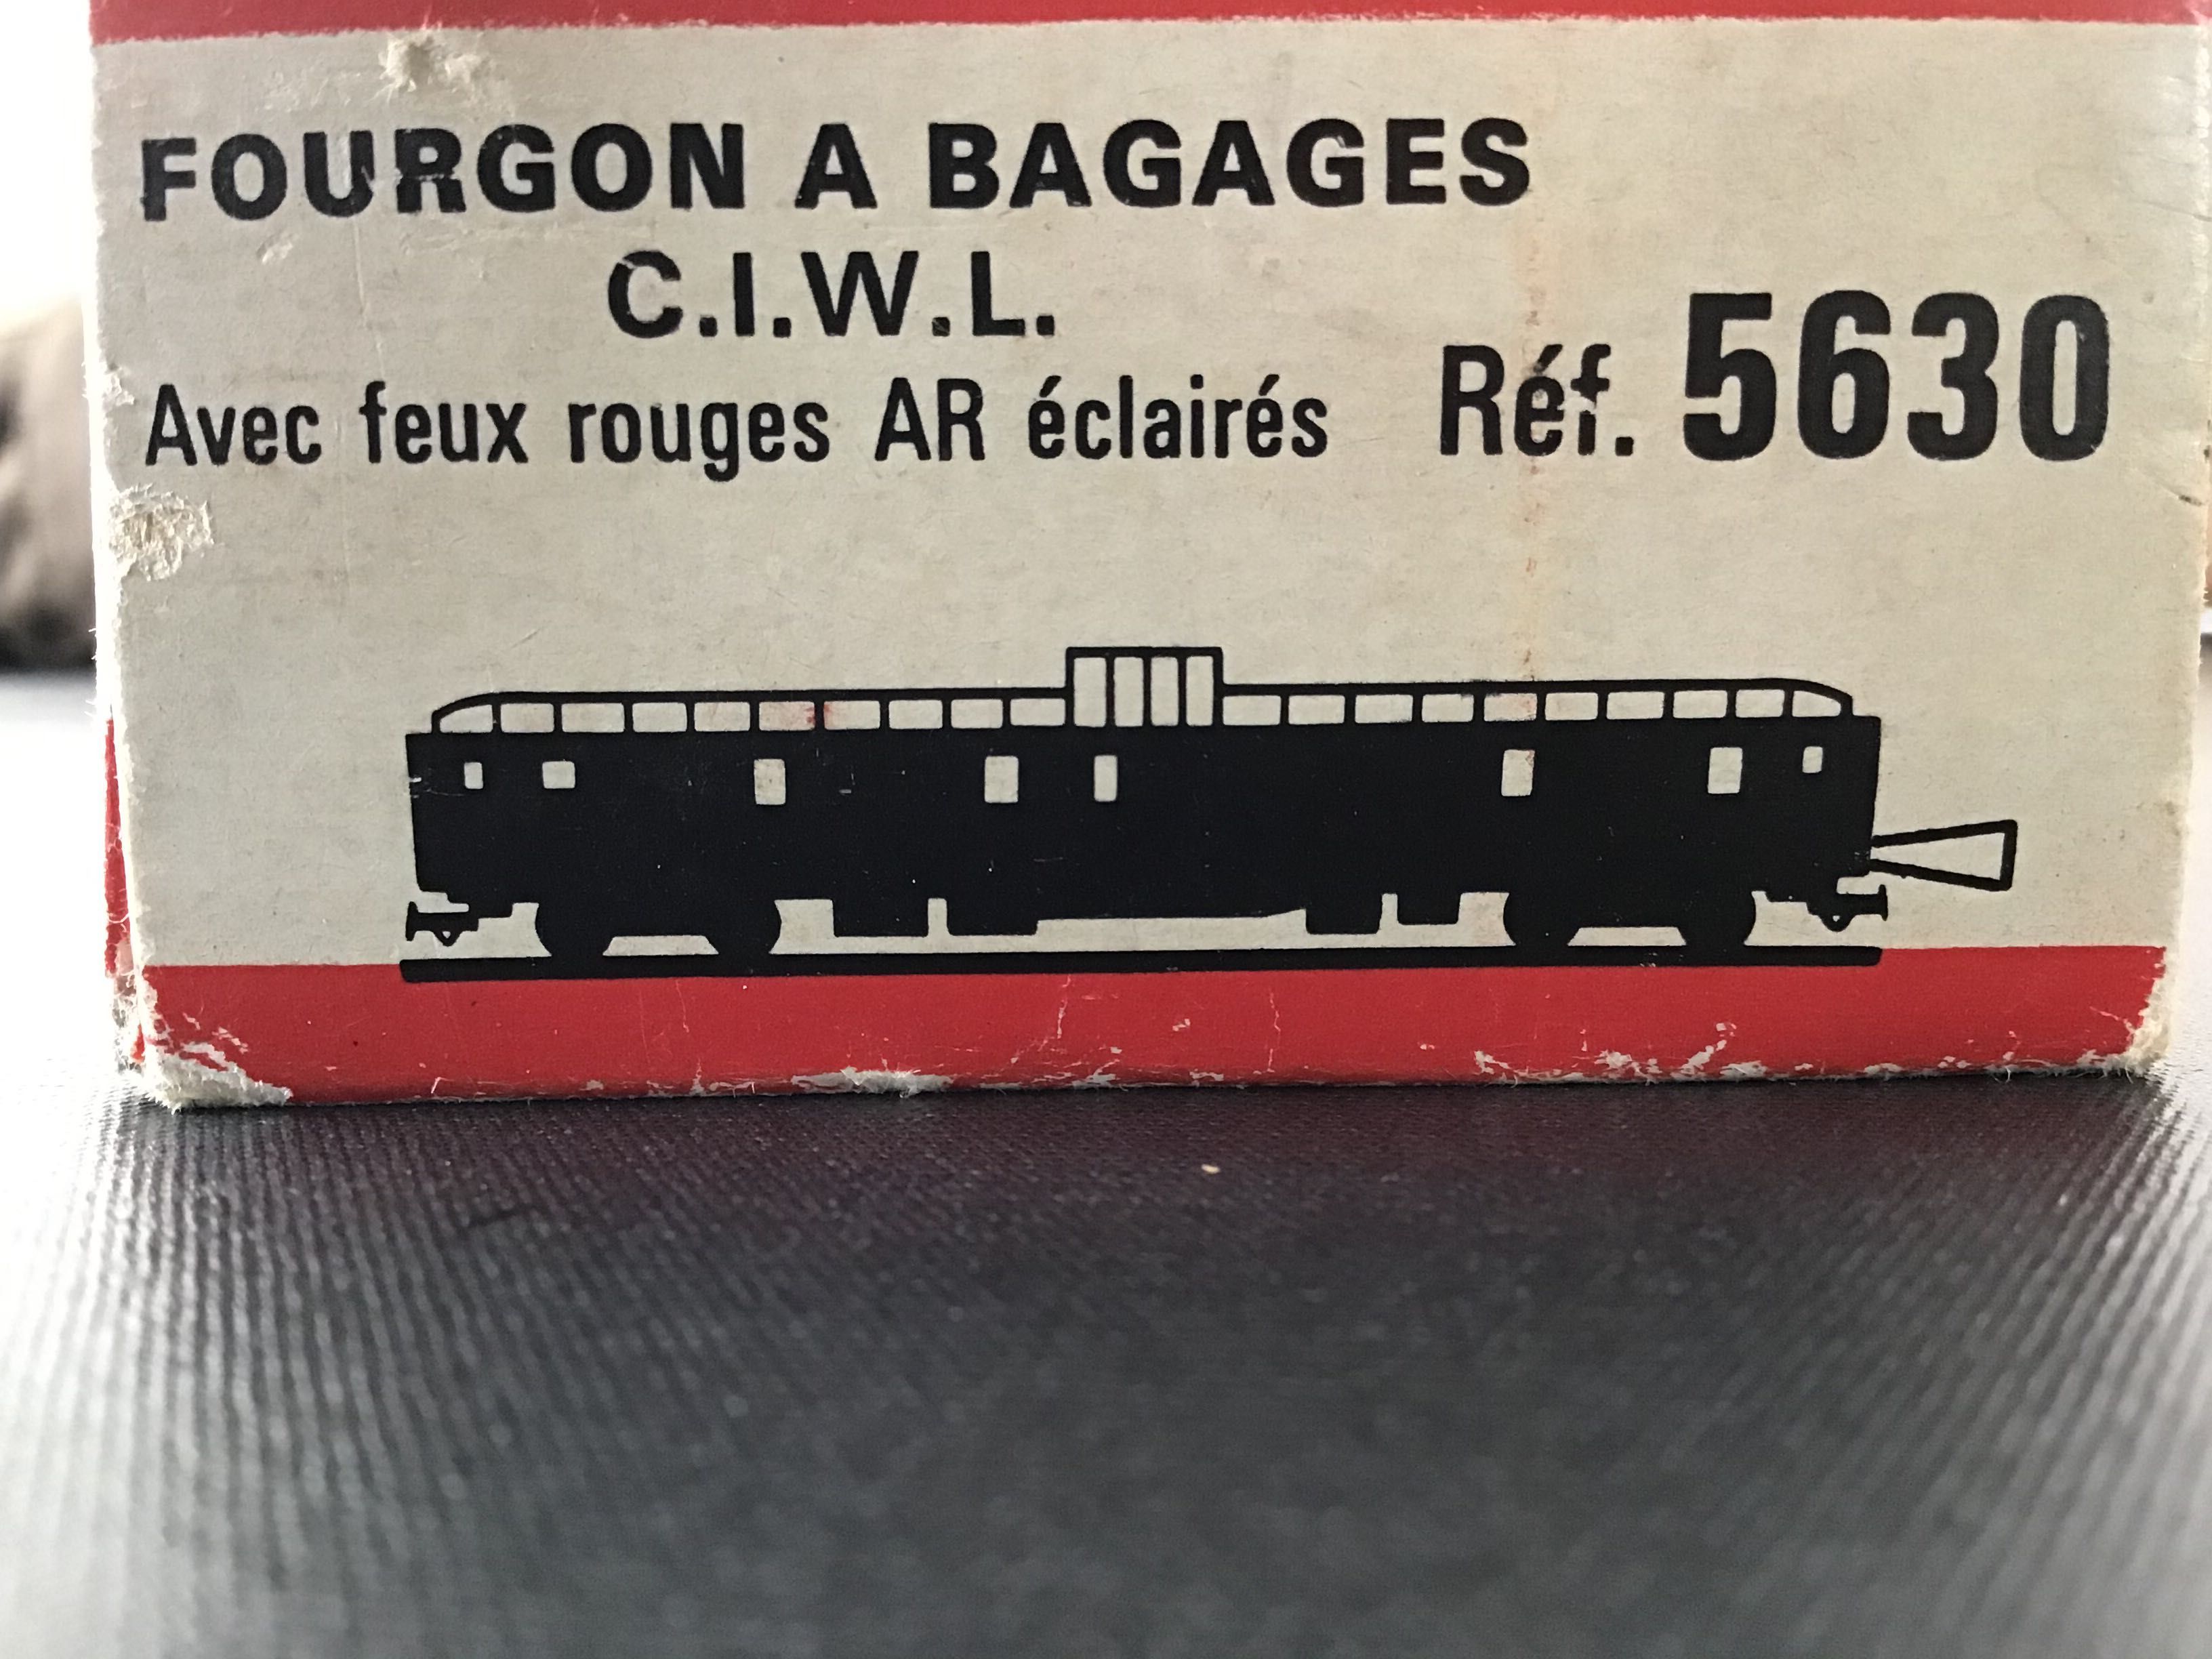 FOURGON A BAGAGES
C.I.W.L.
Avec feux rouges AR éclairés
Réf. 5630